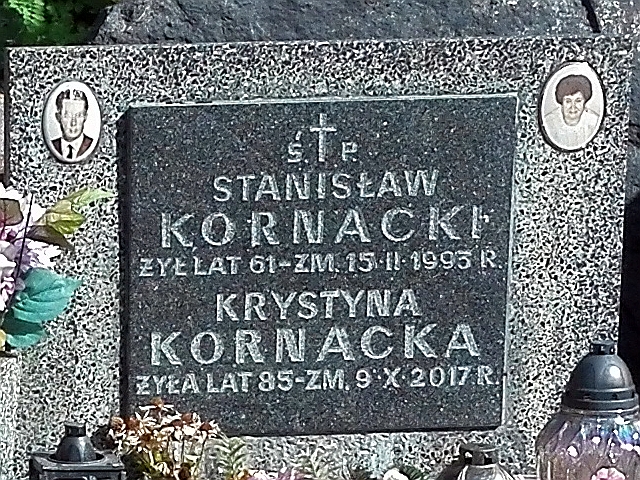 Ś P.
STANISŁAW
KORNACKI
ŻYŁ LAT 61-ZM. 15 II 1995 R.
KRYSTYNA
KORNACKA
ŻYŁA LAT 85-ZM. 9 X 2017 R.